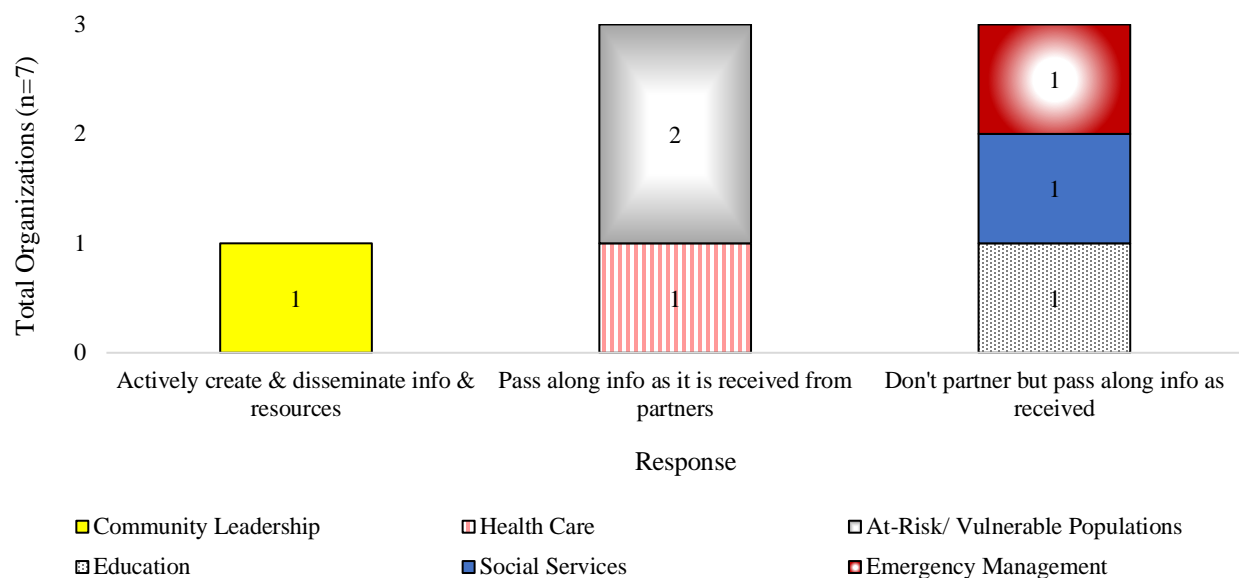 Total Organizations (n=7)
3
2
1
0
1
2
1
1
1
1
Actively create & disseminate info &
resources
Pass along info as it is received from
partners
Don't partner but pass along info as
received
Response
Community Leadership
Health Care
At-Risk/ Vulnerable Populations
Education
Social Services
Emergency Management